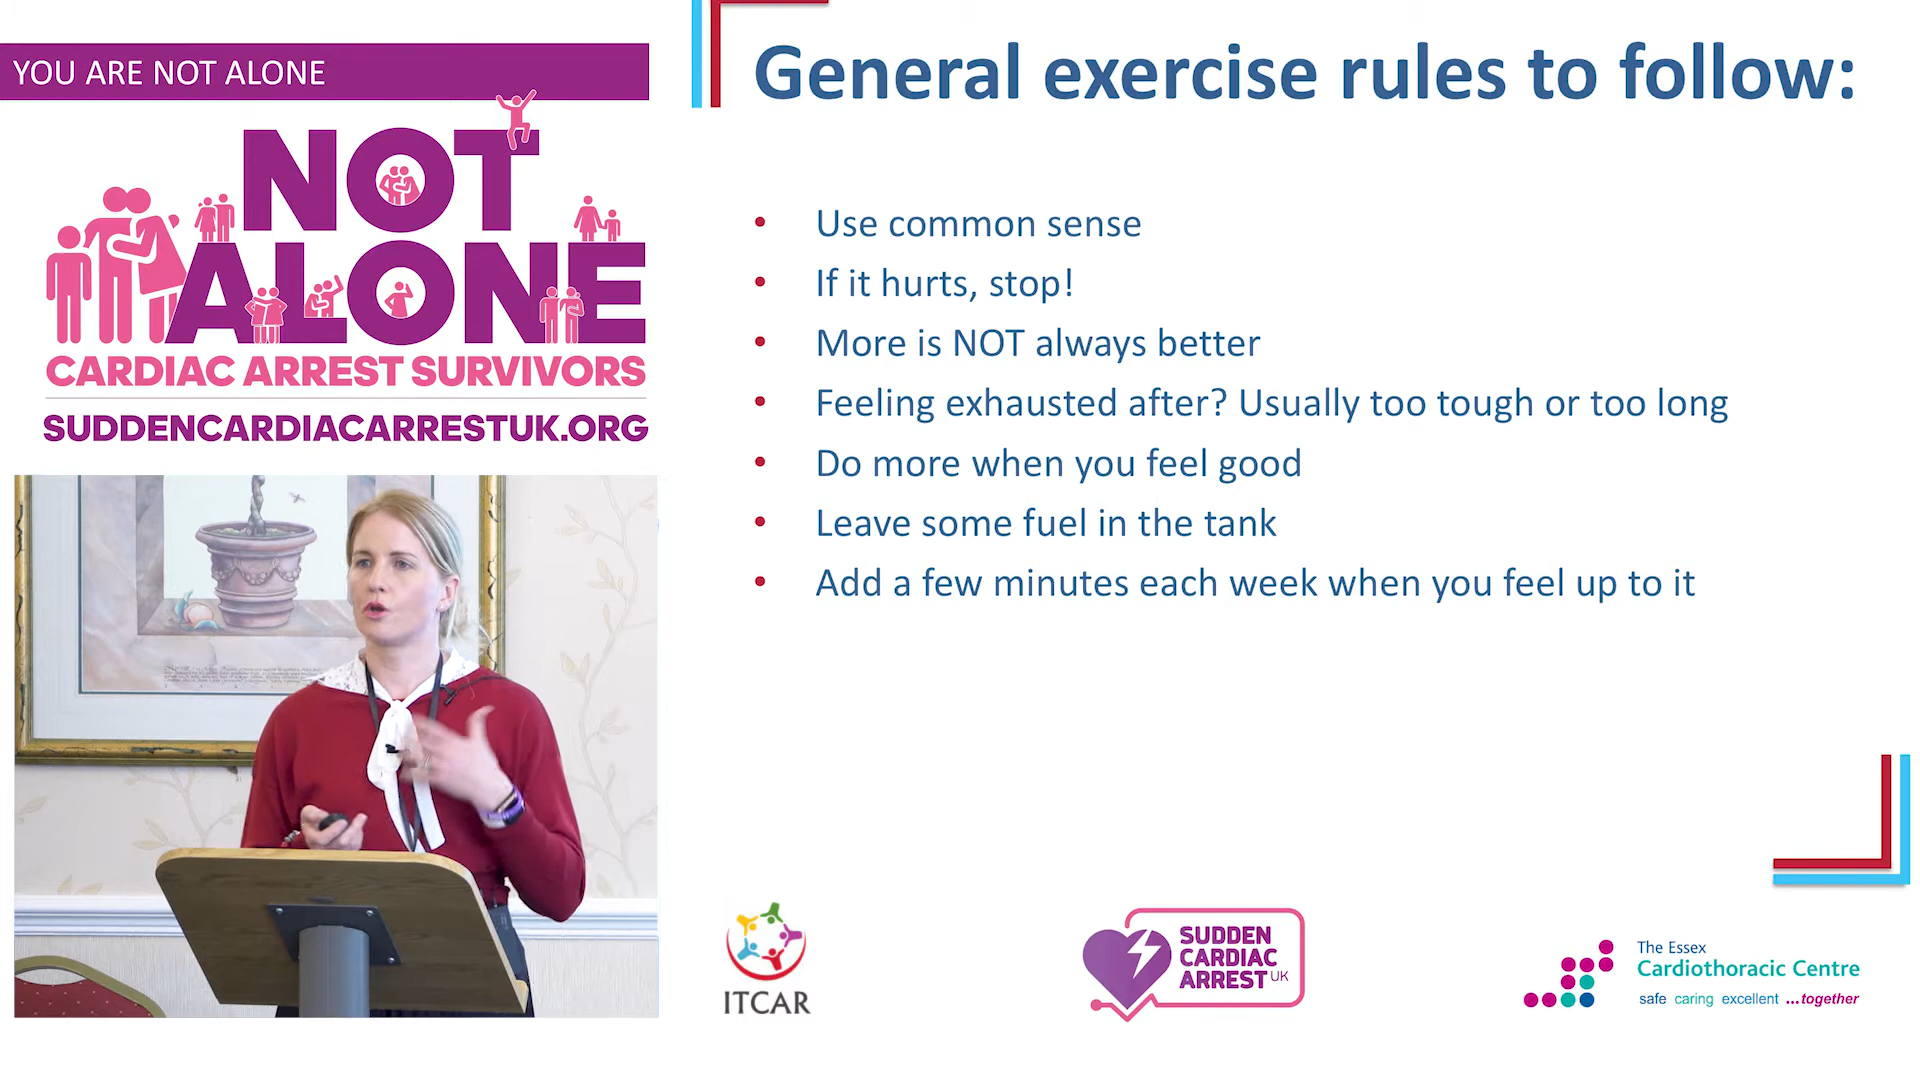 YOU ARE NOT ALONE
NOT
ALONE
CARDIAC ARREST SURVIVORS
SUDDENCARDIACARRESTUK.ORG
General exercise rules to follow:
• Use common sense
• If it hurts, stop!
• More is NOT always better
• Feeling exhausted after? Usually too tough or too long
• Do more when you feel good
• Leave some fuel in the tank
• Add a few minutes each week when you feel up to it
ITCAR
SUDDEN
CARDIAC
ARREST UK
The Essex
Cardiothoracic Centre
safe caring excellent ...together